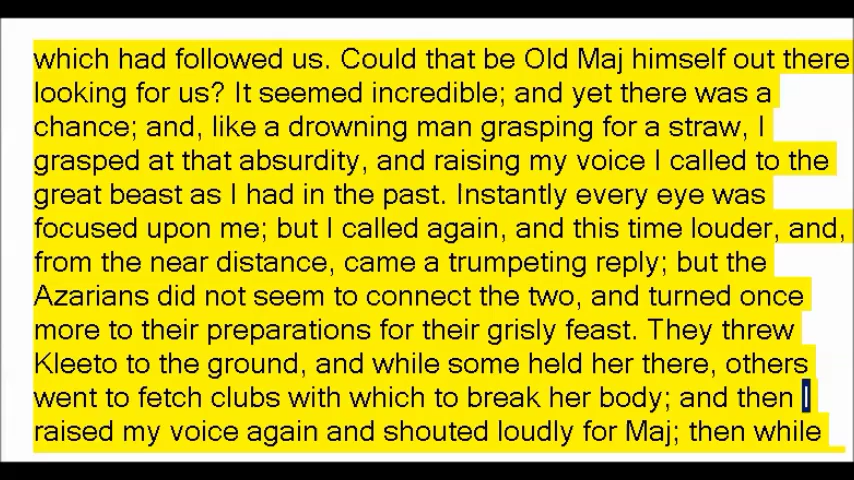 which had followed us. Could that be Old Maj himself out there
looking for us? It seemed incredible; and yet there was a
chance; and, like a drowning man grasping for a straw, I
grasped at that absurdity, and raising my voice I called to the
great beast as I had in the past. Instantly every eye was
focused upon me; but I called again, and this time louder, and,
from the near distance, came a trumpeting reply; but the
Azarians did not seem to connect the two, and turned once
more to their preparations for their grisly feast. They threw
Kleeto to the ground, and while some held her there, others
went to fetch clubs with which to break her body; and then I
raised my voice again and shouted loudly for Maj; then while